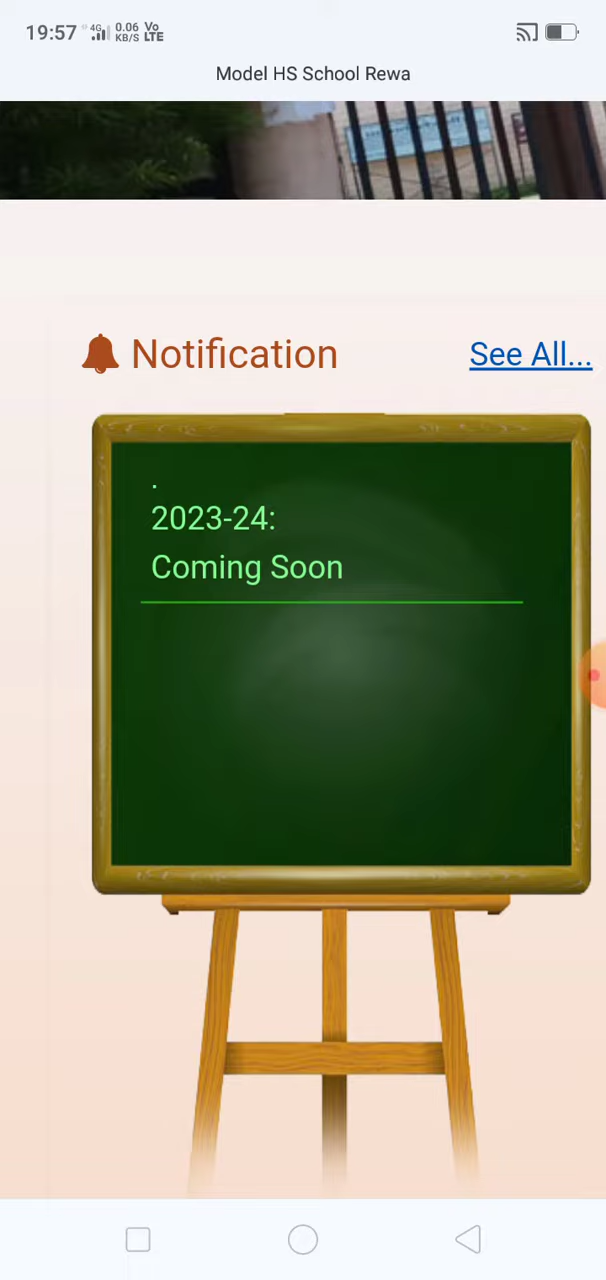 19:57 4G 0.06 KB/S Vo LTE
Model HS School Rewa
Notification
See All...
.
2023-24:
Coming Soon